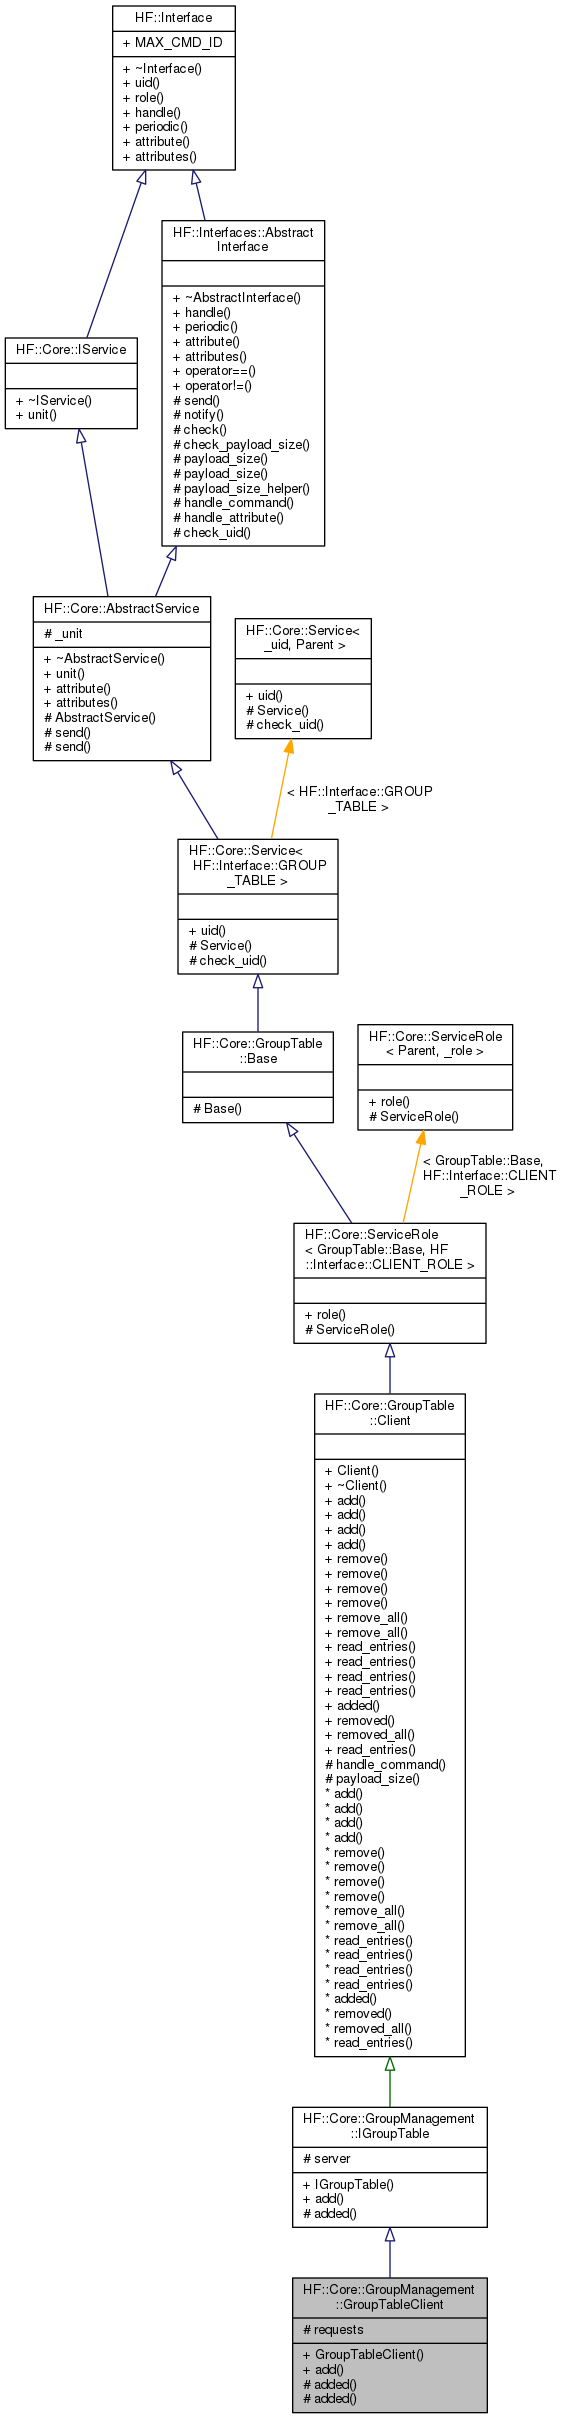 HF::Interface
+ MAX_CMD_ID
+ ~Interface()
+ uid()
+ role()
+ handle()
+ periodic()
+ attribute()
+ attributes()
HF::Interfaces::Abstract
Interface
+ ~AbstractInterface()
+ handle()
+ periodic()
+ attribute()
+ attributes()
+ operator==()
+ operator!=()
# send()
# notify()
# check()
# check_payload_size()
# payload_size()
# payload_size()
# payload_size_helper()
# handle_command()
# handle_attribute()
# check_uid()
HF::Core::IService
+ ~IService()
+ unit()
HF::Core::AbstractService
# _unit
+ ~AbstractService()
+ unit()
+ attribute()
+ attributes()
# AbstractService()
# send()
# send()
HF::Core::Service<
_uid, Parent >
+ uid()
# Service()
# check_uid()
< HF::Interface::GROUP
_TABLE >
HF::Core::Service<
HF::Interface::GROUP
_TABLE >
+ uid()
# Service()
# check_uid()
HF::Core::GroupTable
::Base
# Base()
HF::Core::ServiceRole
< Parent, _role >
+ role()
# ServiceRole()
< GroupTable::Base,
HF::Interface::CLIENT
_ROLE >
HF::Core::ServiceRole
< GroupTable::Base, HF
::Interface::CLIENT_ROLE >
+ role()
# ServiceRole()
HF::Core::GroupTable
::Client
+ Client()
+ ~Client()
+ add()
+ add()
+ add()
+ add()
+ remove()
+ remove()
+ remove()
+ remove()
+ remove_all()
+ remove_all()
+ read_entries()
+ read_entries()
+ read_entries()
+ read_entries()
+ added()
+ removed()
+ removed_all()
+ read_entries()
# handle_command()
# payload_size()
* add()
* add()
* add()
* add()
* remove()
* remove()
* remove()
* remove()
* remove_all()
* remove_all()
* read_entries()
* read_entries()
* read_entries()
* read_entries()
* added()
* removed()
* removed_all()
* read_entries()
HF::Core::GroupManagement
::IGroupTable
# server
+ IGroupTable()
+ add()
# added()
HF::Core::GroupManagement
::GroupTableClient
# requests
+ GroupTableClient()
+ add()
# added()
# added()